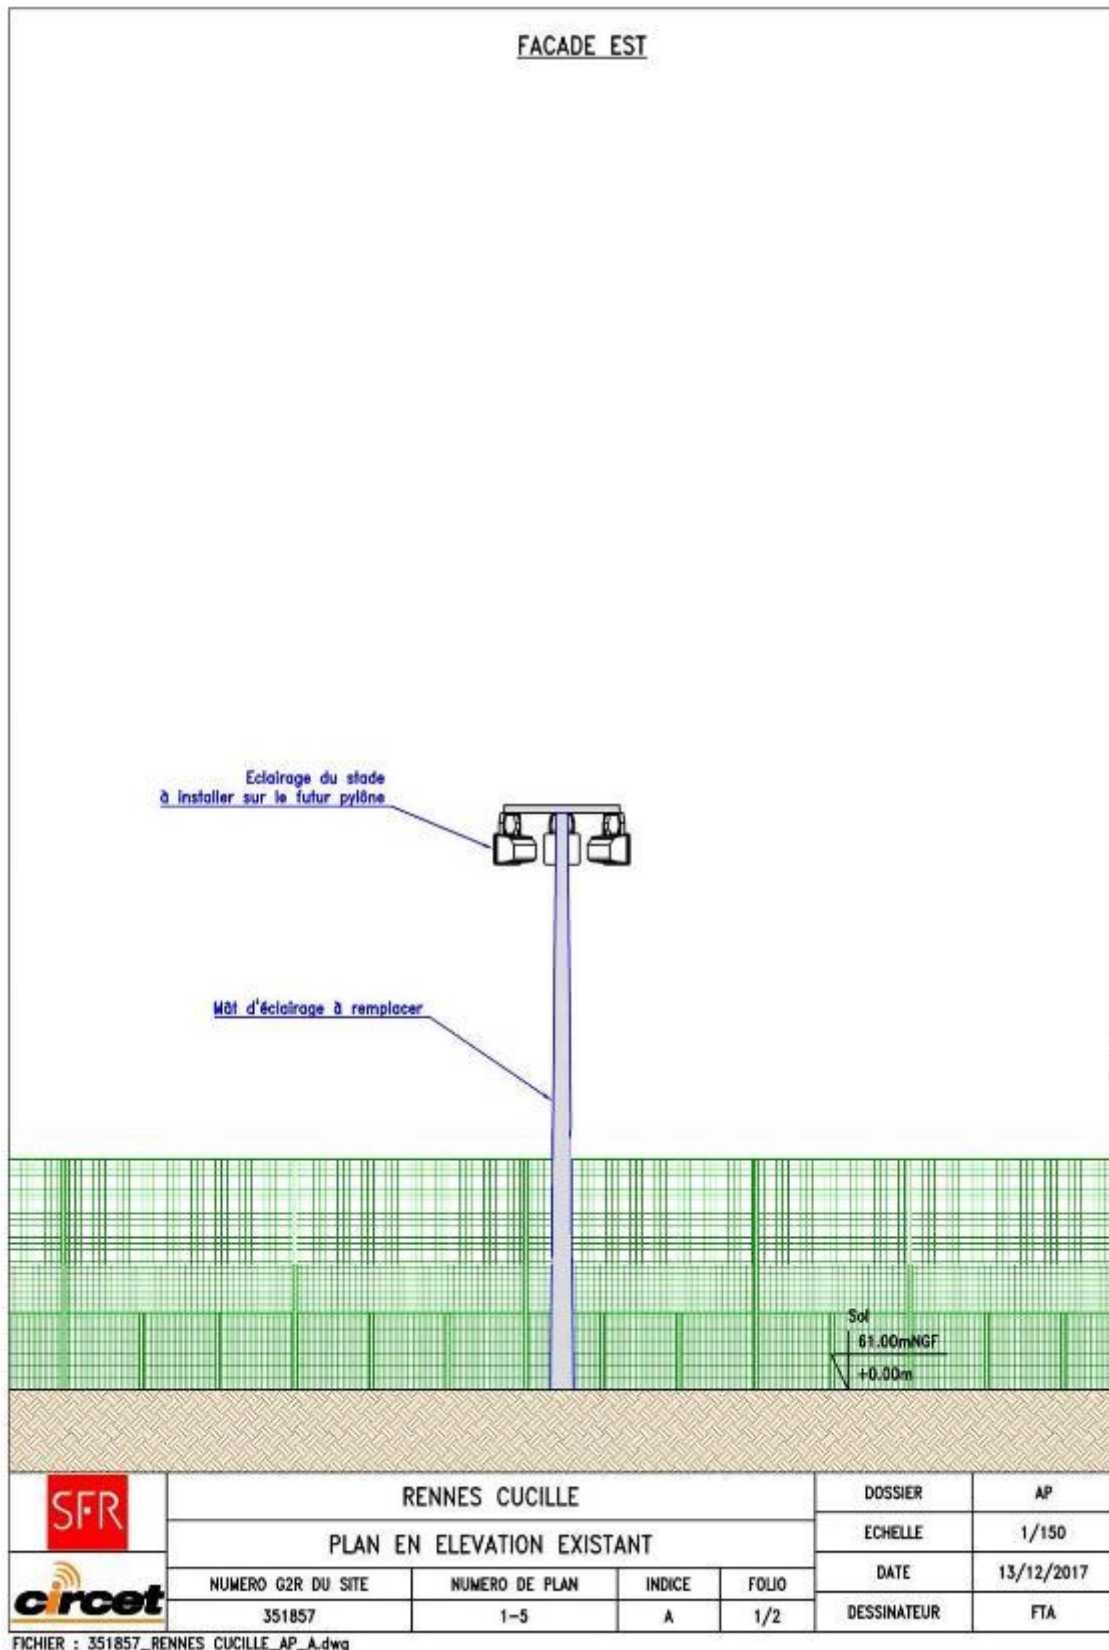 FACADE EST
Eclairage du stade
à installer sur le futur pylône
Mât d'éclairage à remplacer
Sol
61.00mNGF
+0.00m
SFR
circet
RENNES CUCILLE
PLAN EN ELEVATION EXISTANT
NUMERO G2R DU SITE
NUMERO DE PLAN
INDICE
FOLIO
351857
1-5
A
1/2
DOSSIER
AP
ECHELLE
1/150
DATE
13/12/2017
DESSINATEUR
FTA
FICHIER : 351857_RENNES CUCILLE_AP_A.dwg